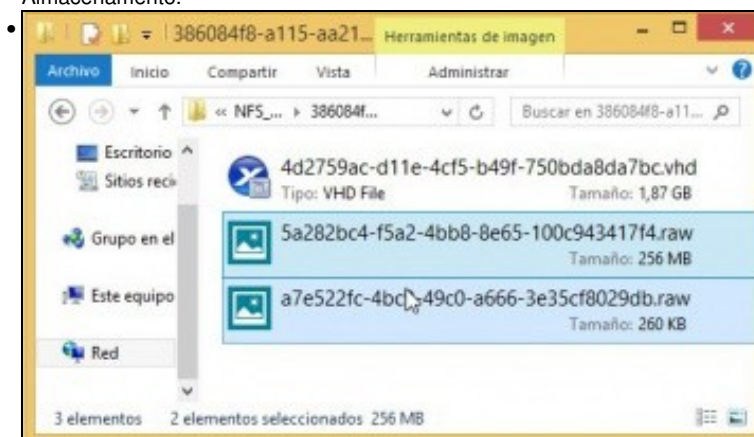 Almacenamiento.
386084f8-a115-aa21... Herramientas de imagen
Archivo Inicio Compartir Vista Administrar
« NFS_... 386084f... Buscar en 386084f8-a11...
Escritorio
Sitios reci
Grupo en el
Este equipo
Red
4d2759ac-d11e-4cf5-b49f-750bda8da7bc.vhd
Tipo: VHD File Tamaño: 1,87 GB
5a282bc4-f5a2-4bb8-8e65-100c943417f4.raw
Tamaño: 256 MB
Tamaño: 260 KB
3 elementos 2 elementos seleccionados 256 MB